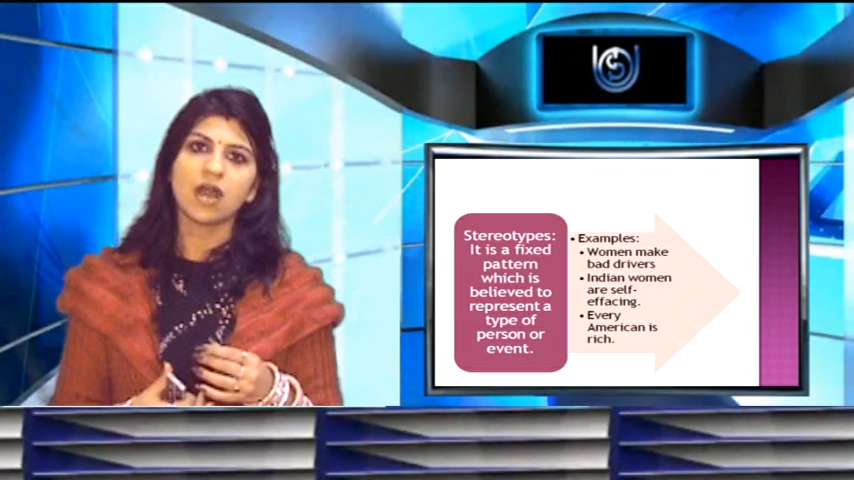 Stereotypes:
It is a fixed
pattern
which is
believed to
represent a
type of
person or
event.
• Examples:
• Women make
bad drivers
• Indian women
are self-
effacing.
• Every
American is
rich.